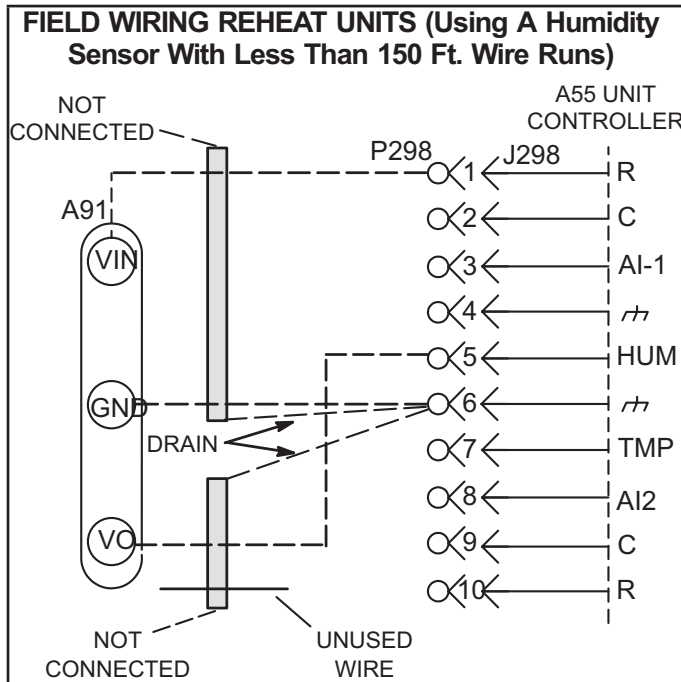 FIELD WIRING REHEAT UNITS (Using A Humidity
Sensor With Less Than 150 Ft. Wire Runs)
NOT
CONNECTED
A55 UNIT
CONTROLLER
P298
J298
A91
1
R
2
C
VIN
3
AI-1
4
5
HUM
GND
6
DRAIN
7
TMP
8
AI2
VO
9
C
10
R
NOT
CONNECTED
UNUSED
WIRE